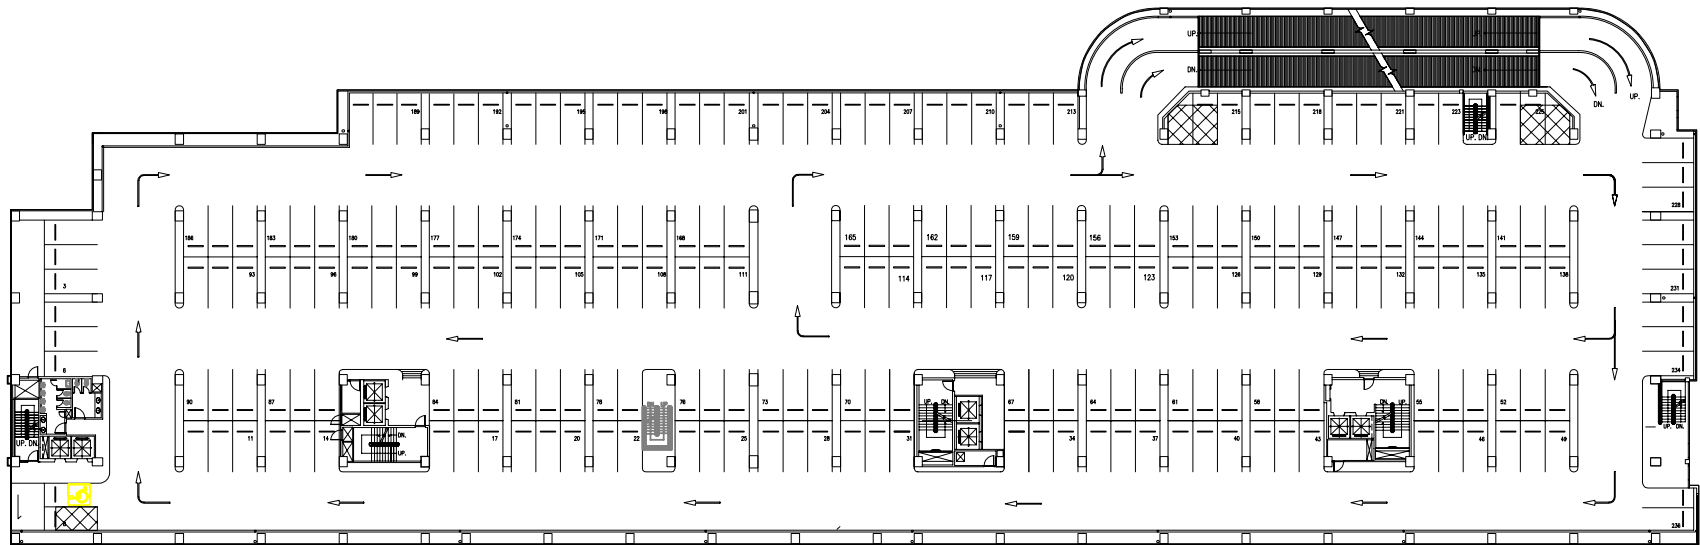 UP. UP.
DN. DN.
DN. UP.
189 192 195 198 201 204 207 210 213 215 218 221 223 225
UP. DN.
228
186 183 180 177 174 171 168 165 162 159 156 153 150 147 144 141
93 96 99 102 105 108 111 114 117 120 123 126 129 132 135 138
3 231
6 234
90 87 84 81 78 76 73 70 67 64 61 58 55 52
UP. DN. DN. UP.
UP. DN. UP. DN.
11 14 17 20 22 25 28 31 34 37 40 43 46 49
DN.
UP.
8 236